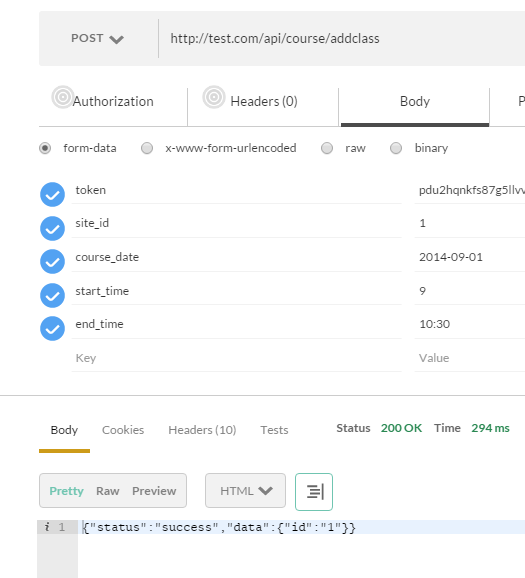 POST http://test.com/api/course/addclass
Authorization Headers (0) Body P
form-data x-www-form-urlencoded raw binary
token
site_id 1
course_date 2014-09-01
start_time 9
end_time 10:30
Key Value
Body Cookies Headers (10) Tests Status 200 OK Time 294 ms
Pretty Raw Preview HTML
i 1 {"status":"success","data":{"id":"1"}}